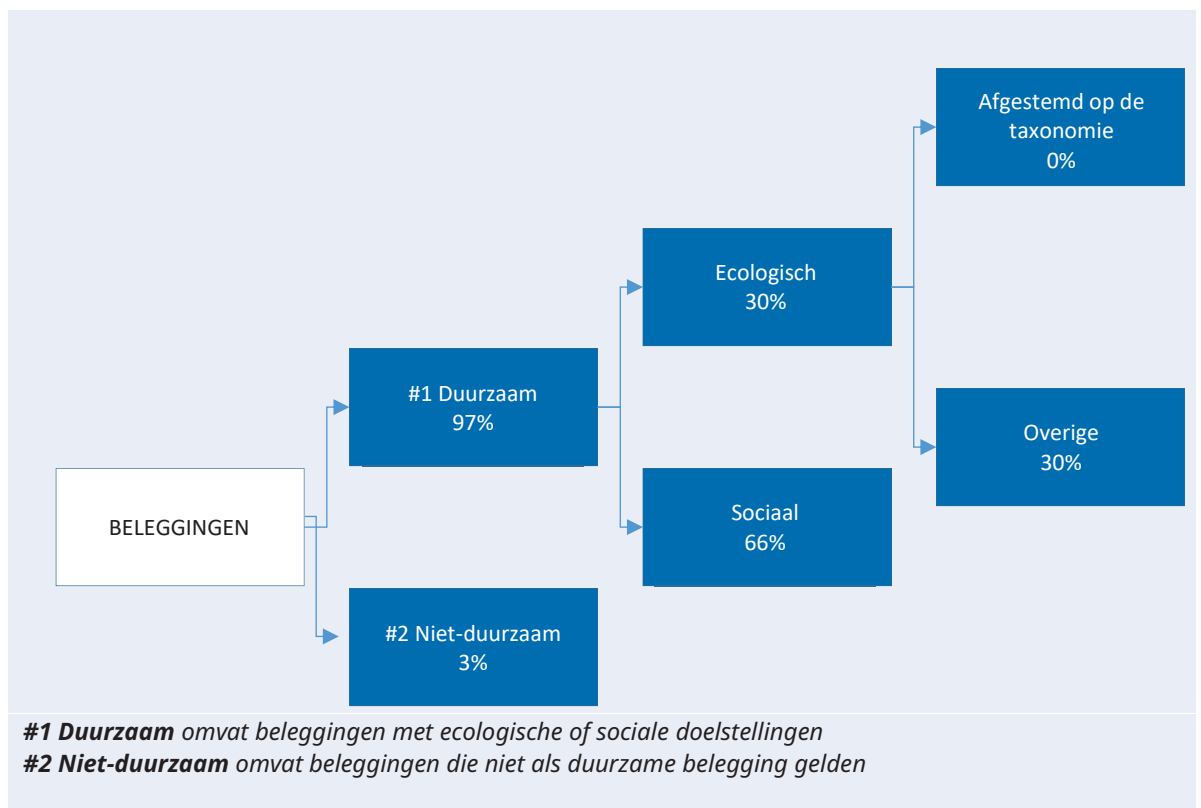 Afgestemd op de
taxonomie
0%
Ecologisch
30%
#1 Duurzaam
97%
Overige
30%
BELEGGINGEN
Sociaal
66%
#2 Niet-duurzaam
3%
#1 Duurzaam omvat beleggingen met ecologische of sociale doelstellingen
#2 Niet-duurzaam omvat beleggingen die niet als duurzame belegging gelden